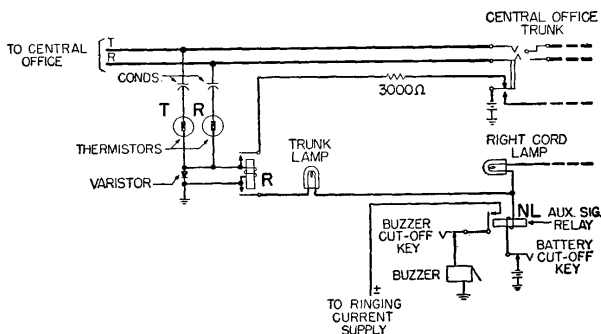 CENTRAL OFFICE
TRUNK
TO CENTRAL
OFFICE
T
R
CONDS.
3000Ω
T R
THERMISTORS
TRUNK
LAMP
RIGHT CORD
LAMP
VARISTOR
R
NL
AUX. SIG.
RELAY
BUZZER
CUT-OFF
KEY
BATTERY
CUT-OFF
KEY
BUZZER
±
TO RINGING
CURRENT
SUPPLY